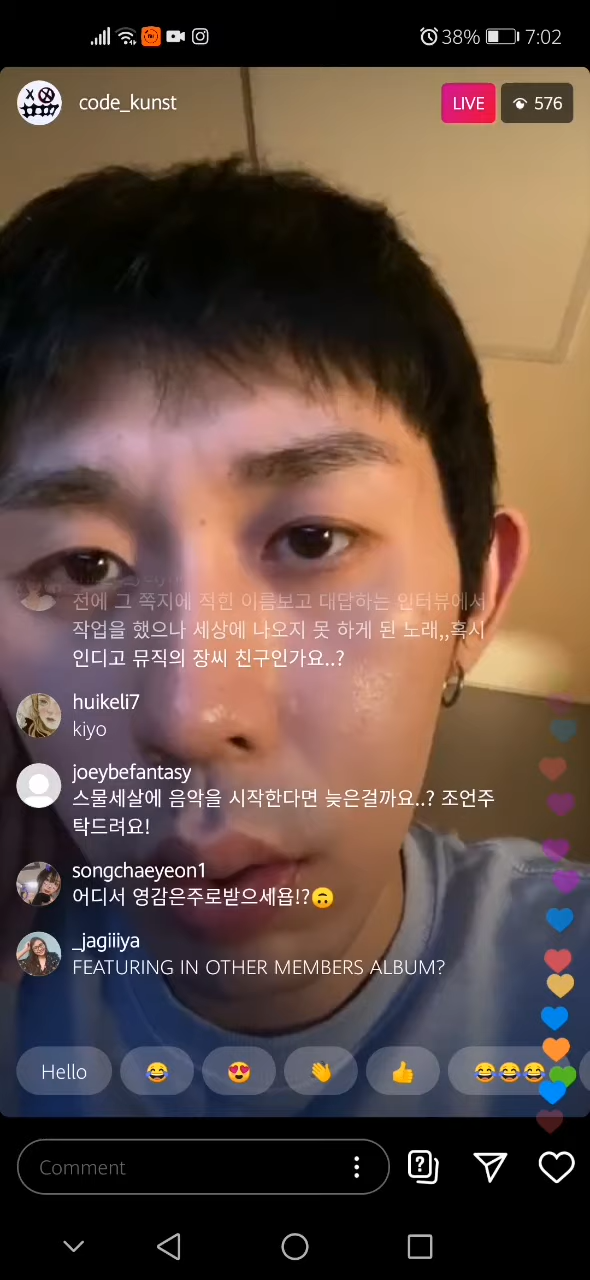 38%
7:02
code_kunst
LIVE
576
전에 그 쪽지에 적힌 이름보고 대답하는 인터뷰에서
작업을 했으나 세상에 나오지 못 하게 된 노래,,혹시
인디고 뮤직의 장씨 친구인가요..?
huikeli7
kiyo
joeybefantasy
스물세살에 음악을 시작한다면 늦은걸까요..? 조언주
탁드려요!
songchaeyeon1
어디서 영감은주로받으세욥!?🙃
_jagiiiya
FEATURING IN OTHER MEMBERS ALBUM?
Hello
😂
😍
👋
👍
😂😂😂
Comment